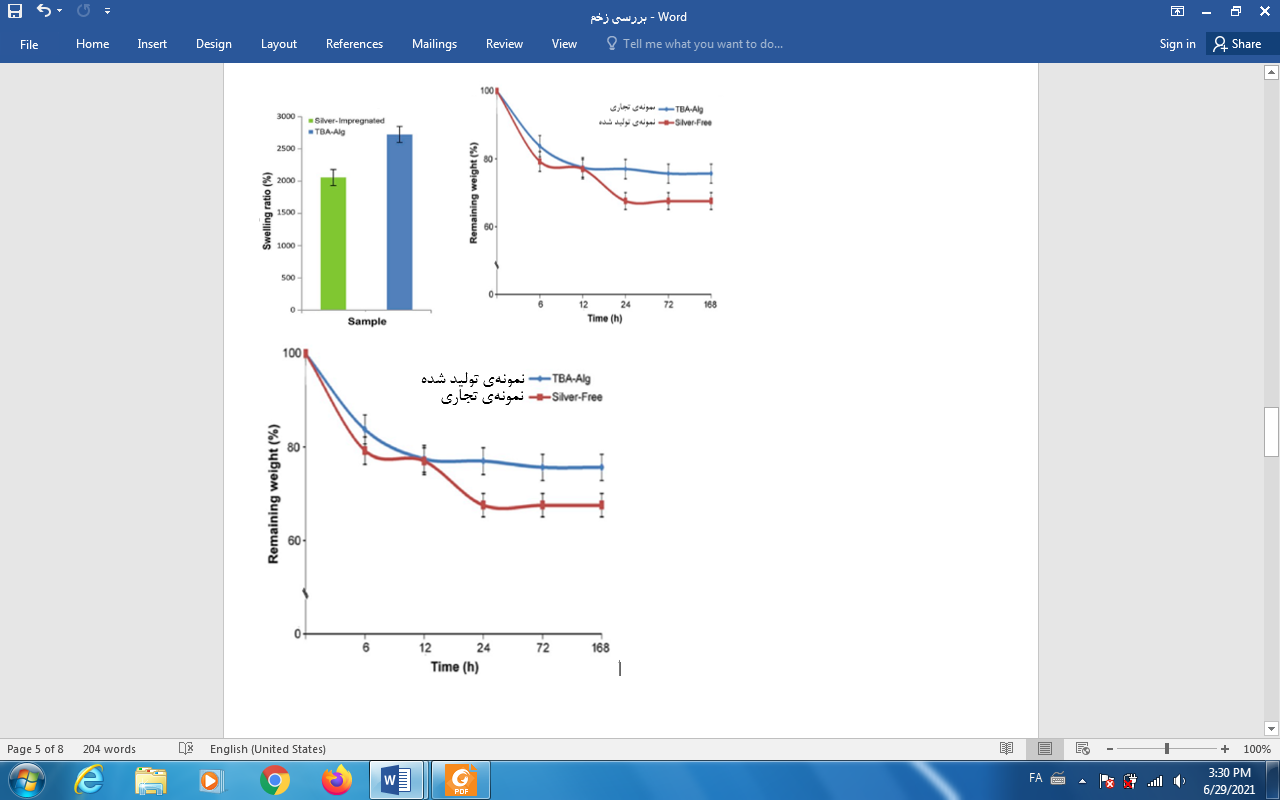 بررسی زخم - Word
File Home Insert Design Layout References Mailings Review View Tell me what you want to do... Sign in Share
Silver-Impregnated
TBA-Alg
Swelling ratio (%)
3000
2500
2000
1500
1000
500
0
Sample
نمونه‌ی تجاری TBA-Alg
نمونه‌ی تولید شده Silver-Free
Remaining weight (%)
100
80
60
0
6 12 24 72 168
Time (h)
نمونه‌ی تولید شده TBA-Alg
نمونه‌ی تجاری Silver-Free
Remaining weight (%)
100
80
60
0
6 12 24 72 168
Time (h)
Page 5 of 8 204 words English (United States) 100%
PDF
FA
3:30 PM
6/29/2021